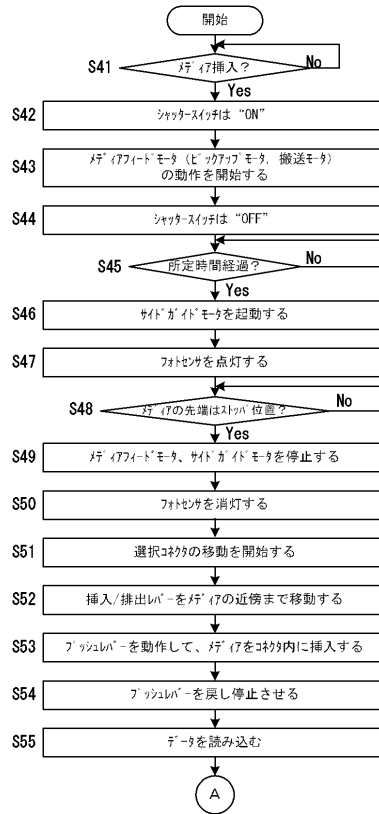 開始
S41
メディア挿入？
No
Yes
S42
シャッタースイッチは “ON”
S43
メディアフィードモータ（ピックアップモータ，搬送モータ）
の動作を開始する
S44
シャッタースイッチは “OFF”
S45
所定時間経過？
No
Yes
S46
サイドガイドモータを起動する
S47
フォトセンサを点灯する
S48
メディアの先端はストッパ位置？
No
Yes
S49
メディアフィードモータ、サイドガイドモータを停止する
S50
フォトセンサを消灯する
S51
選択コネクタの移動を開始する
S52
挿入/排出レバーをメディアの近傍まで移動する
S53
プッシュレバーを動作して、メディアをコネクタ内に挿入する
S54
プッシュレバーを戻し停止させる
S55
データを読み込む
A